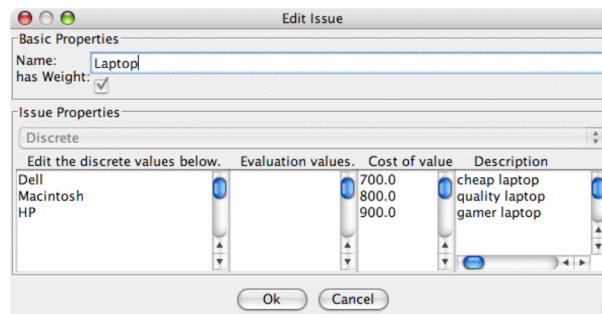 Edit Issue
Basic Properties
Name: Laptop
has Weight:
Issue Properties
Discrete
Edit the discrete values below. Evaluation values. Cost of value Description
Dell 700.0 cheap laptop
Macintosh 800.0 quality laptop
HP 900.0 gamer laptop
Ok Cancel